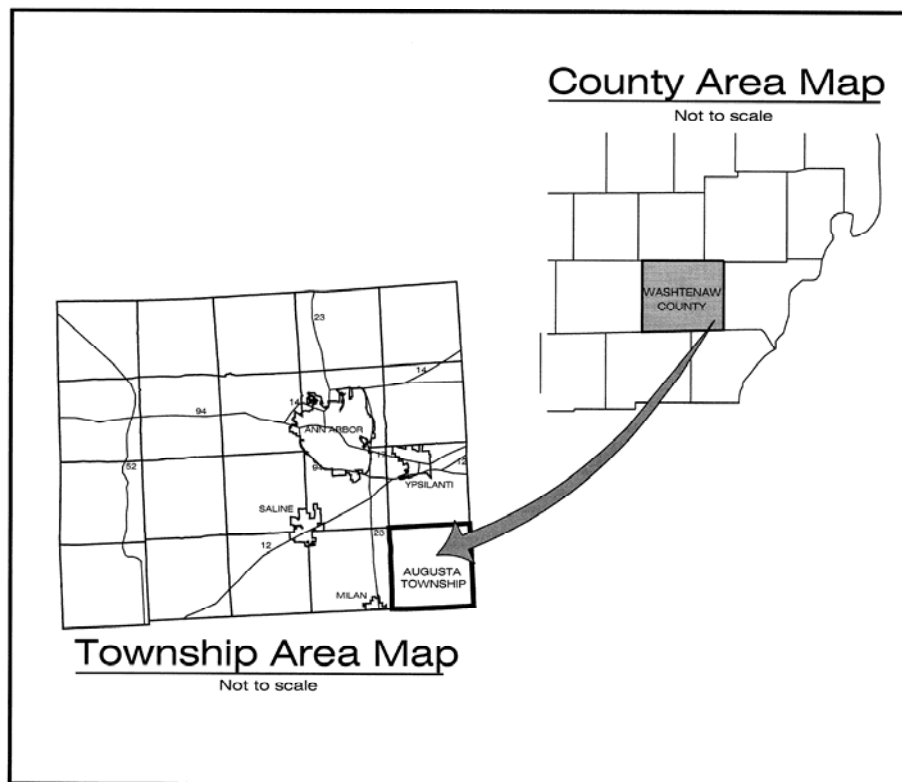 County Area Map
Not to scale
WASHTENAW
COUNTY
23
14
14
94
ANN ARBOR
52
94
12
YPSILANTI
SALINE
12
23
AUGUSTA
TOWNSHIP
MILAN
Township Area Map
Not to scale